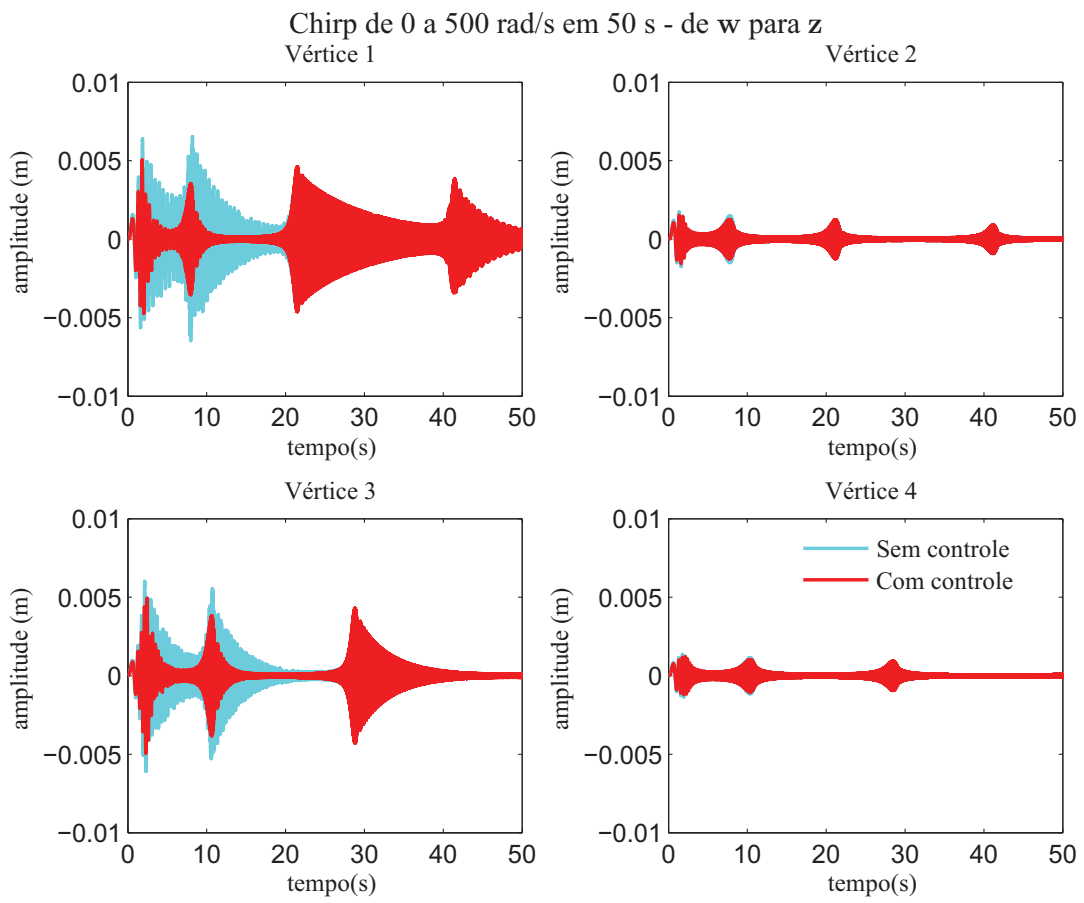 Chirp de 0 a 500 rad/s em 50 s - de w para z
Vértice 1
0.01
0.005
0
−0.005
−0.01
amplitude (m)
0 10 20 30 40 50
tempo(s)
Vértice 2
0.01
0.005
0
−0.005
−0.01
amplitude (m)
0 10 20 30 40 50
tempo(s)
Vértice 3
0.01
0.005
0
−0.005
−0.01
amplitude (m)
0 10 20 30 40 50
tempo(s)
Vértice 4
0.01
0.005
0
−0.005
−0.01
amplitude (m)
Sem controle
Com controle
0 10 20 30 40 50
tempo(s)